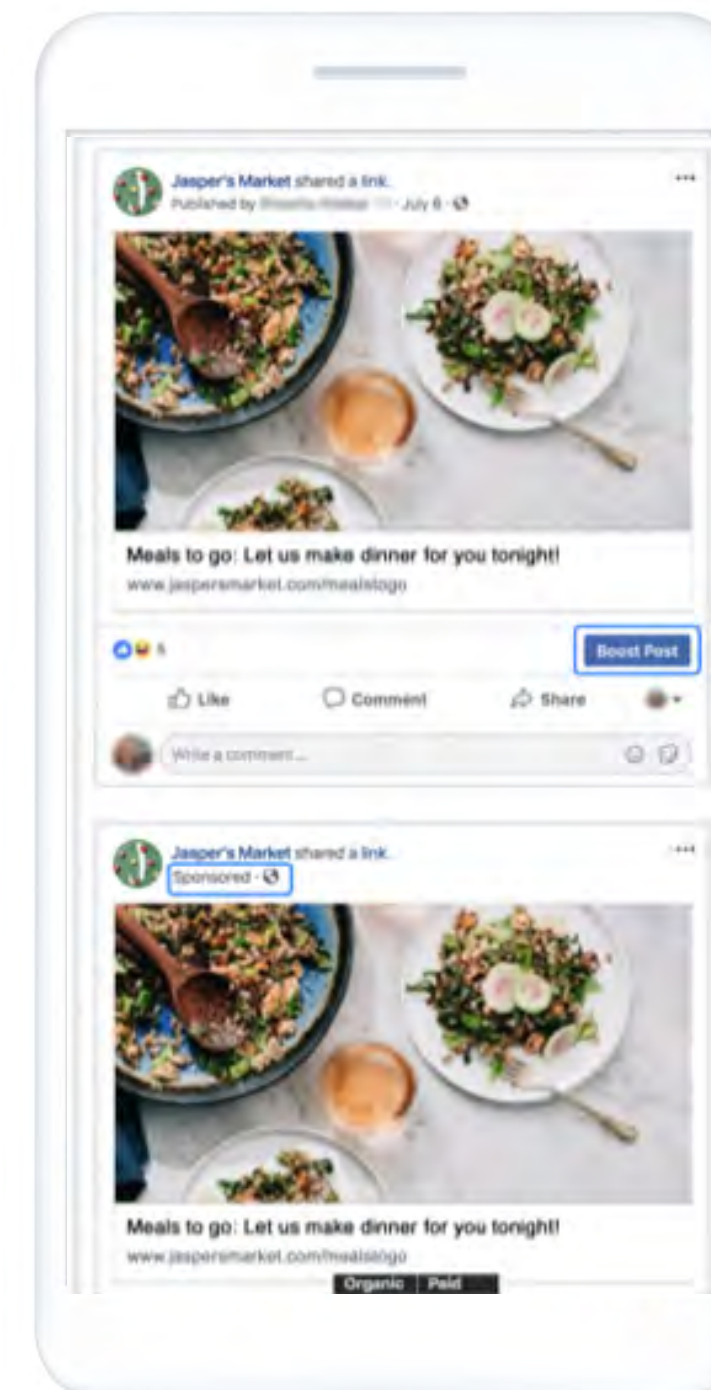 Jasper's Market shared a link.
Published by July 6 ·
Meals to go: Let us make dinner for you tonight!
www.jaspersmarket.com/mealstogo
5
Boost Post
Like Comment Share
Write a comment...
Jasper's Market shared a link.
Sponsored ·
Meals to go: Let us make dinner for you tonight!
www.jaspersmarket.com/mealstogo
Organic Paid